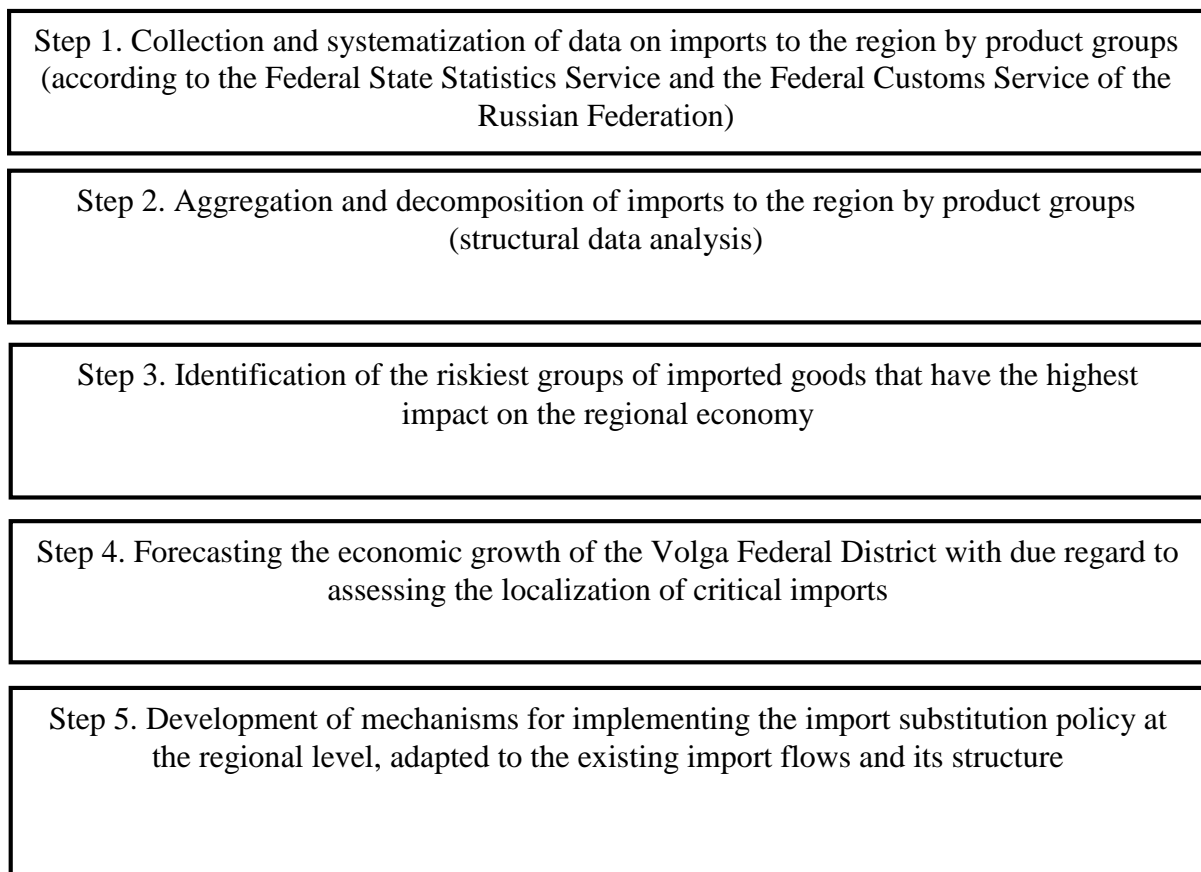 Step 1. Collection and systematization of data on imports to the region by product groups
(according to the Federal State Statistics Service and the Federal Customs Service of the
Russian Federation)
Step 2. Aggregation and decomposition of imports to the region by product groups
(structural data analysis)
Step 3. Identification of the riskiest groups of imported goods that have the highest
impact on the regional economy
Step 4. Forecasting the economic growth of the Volga Federal District with due regard to
assessing the localization of critical imports
Step 5. Development of mechanisms for implementing the import substitution policy at
the regional level, adapted to the existing import flows and its structure